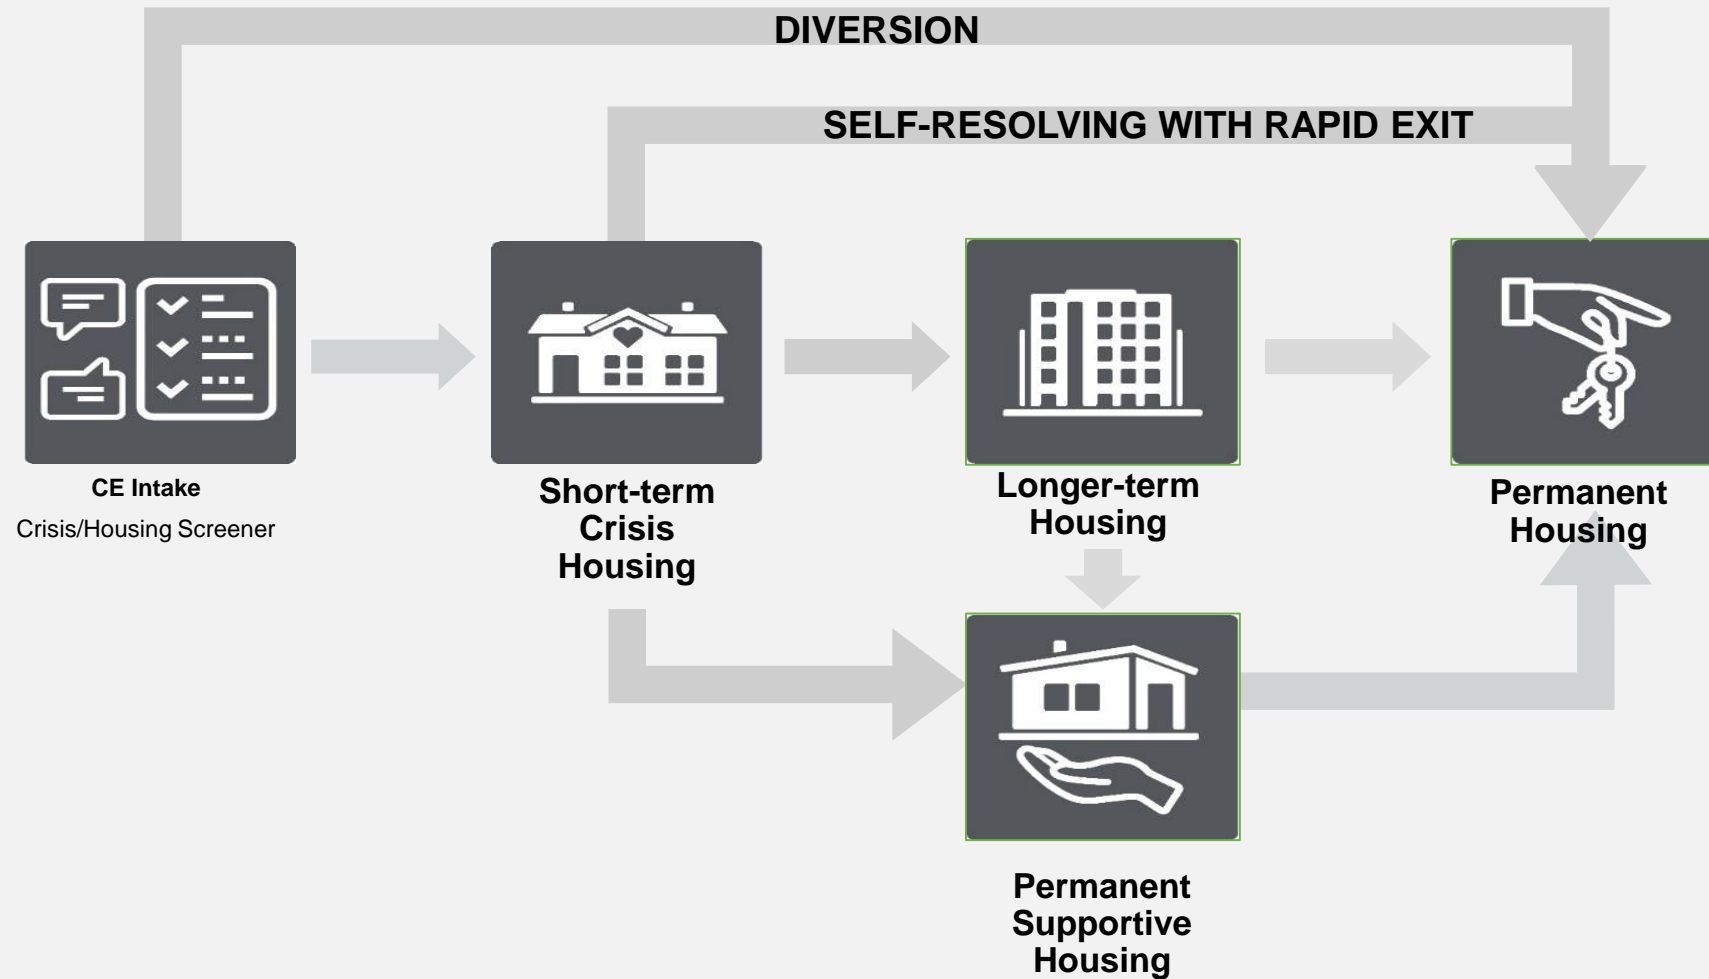 DIVERSION
SELF-RESOLVING WITH RAPID EXIT
CE Intake
Crisis/Housing Screener
Short-term
Crisis
Housing
Longer-term
Housing
Permanent
Housing
Permanent
Supportive
Housing